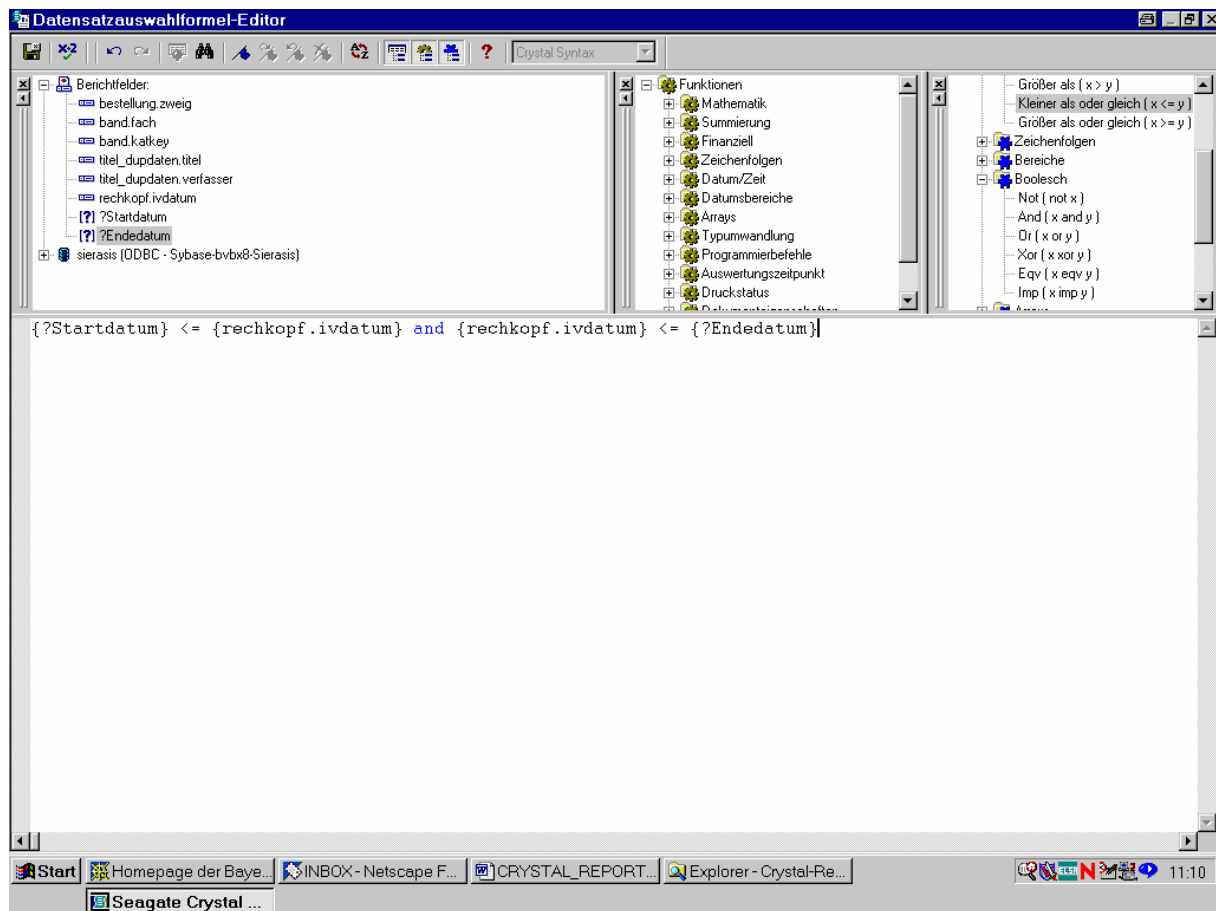 Datensatzauswahlformel-Editor
Crystal Syntax
Berichtfelder:
bestellung.zweig
band.fach
band.katkey
titel_dupdaten.titel
titel_dupdaten.verfasser
rechkopf.ivdatum
[?] ?Startdatum
[?] ?Endedatum
sierasis (ODBC - Sybase-bvbx8-Sierasis)
Funktionen
Mathematik
Summierung
Finanziell
Zeichenfolgen
Datum/Zeit
Datumsbereiche
Arrays
Typumwandlung
Programmierbefehle
Auswertungszeitpunkt
Druckstatus
Dokumenteigenschaften
Größer als ( x > y )
Kleiner als oder gleich ( x <= y )
Größer als oder gleich ( x >= y )
Zeichenfolgen
Bereiche
Boolesch
Not ( not x )
And ( x and y )
Or ( x or y )
Xor ( x xor y )
Eqv ( x eqv y )
Imp ( x imp y )
Arrays
{?Startdatum} <= {rechkopf.ivdatum} and {rechkopf.ivdatum} <= {?Endedatum}
Start
Homepage der Baye...
INBOX - Netscape F...
CRYSTAL_REPORT...
Explorer - Crystal-Re...
ELSA
N
11:10
Seagate Crystal ...